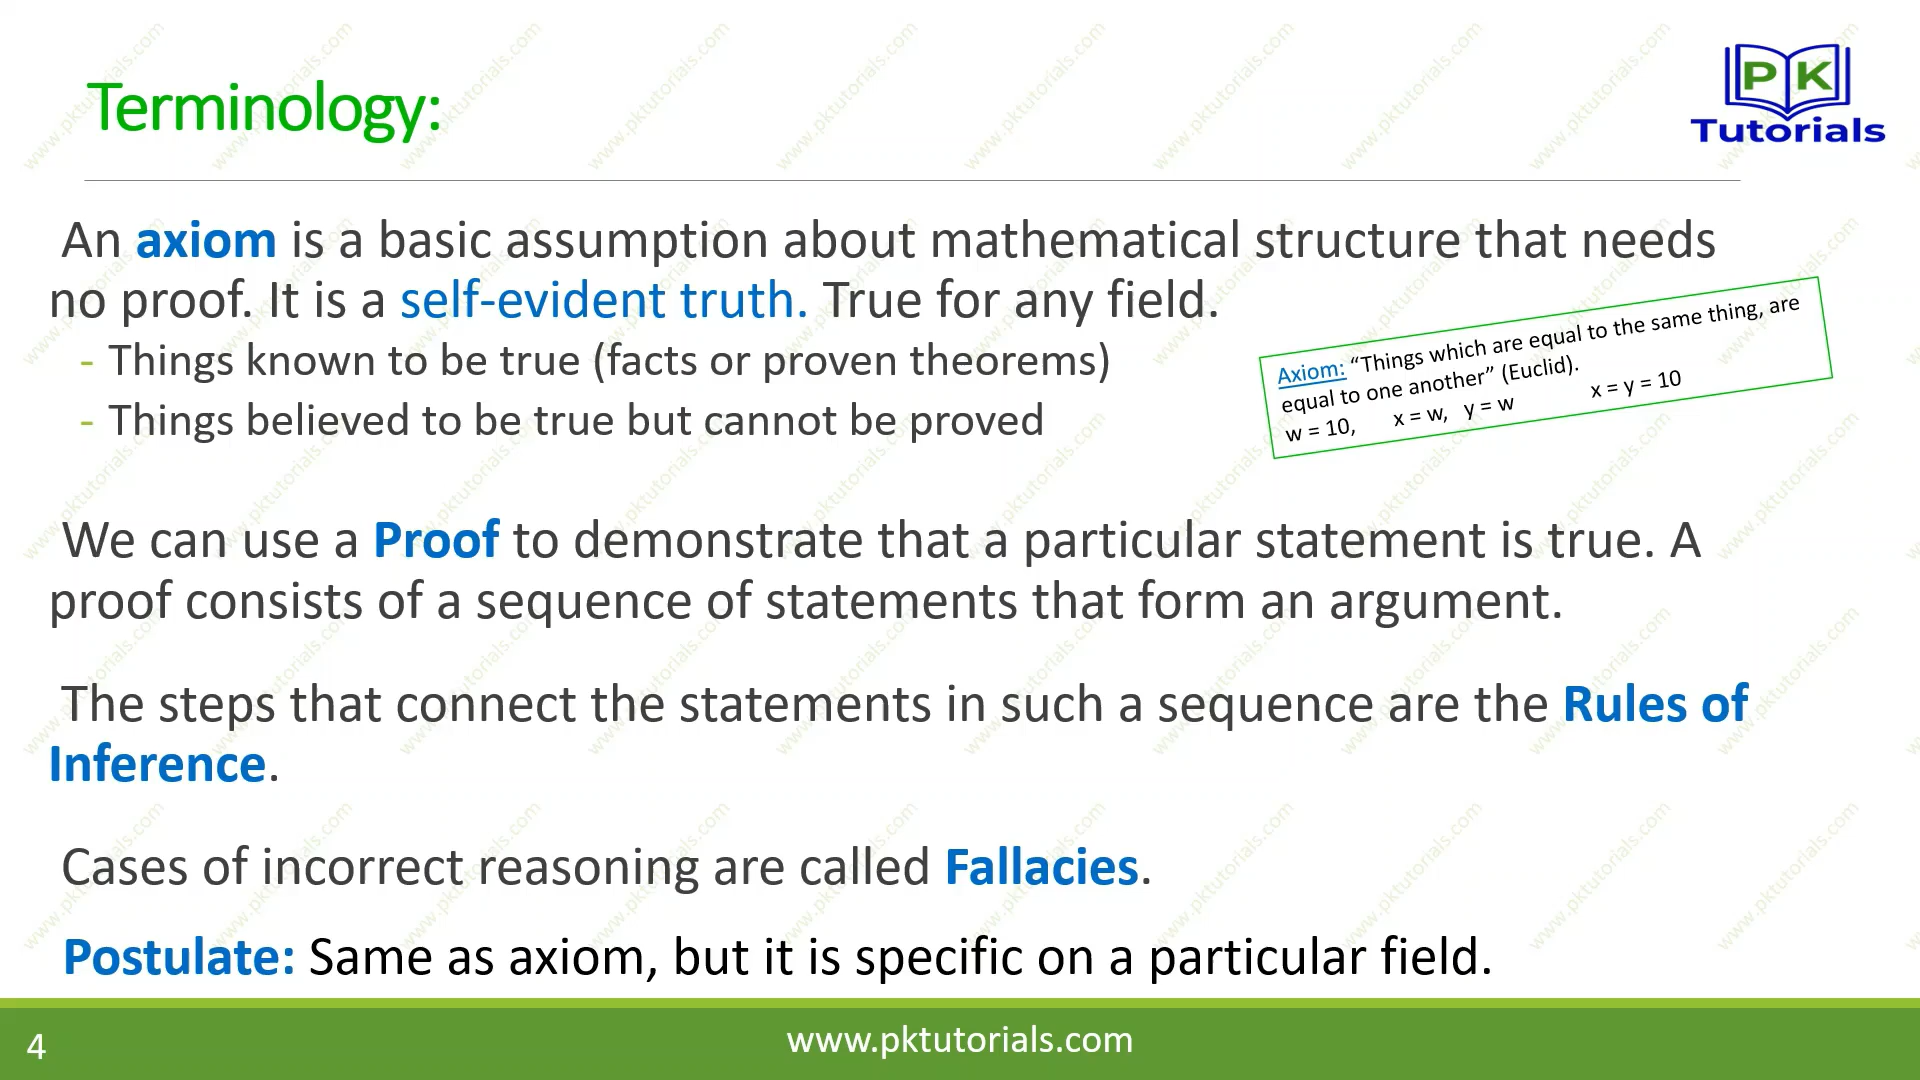 Terminology:
PK
Tutorials
An axiom is a basic assumption about mathematical structure that needs
no proof. It is a self-evident truth. True for any field.
- Things known to be true (facts or proven theorems)
- Things believed to be true but cannot be proved
Axiom: “Things which are equal to the same thing, are
equal to one another” (Euclid).
w = 10, x = w, y = w x = y = 10
We can use a Proof to demonstrate that a particular statement is true. A
proof consists of a sequence of statements that form an argument.
The steps that connect the statements in such a sequence are the Rules of
Inference.
Cases of incorrect reasoning are called Fallacies.
Postulate: Same as axiom, but it is specific on a particular field.
4
www.pktutorials.com